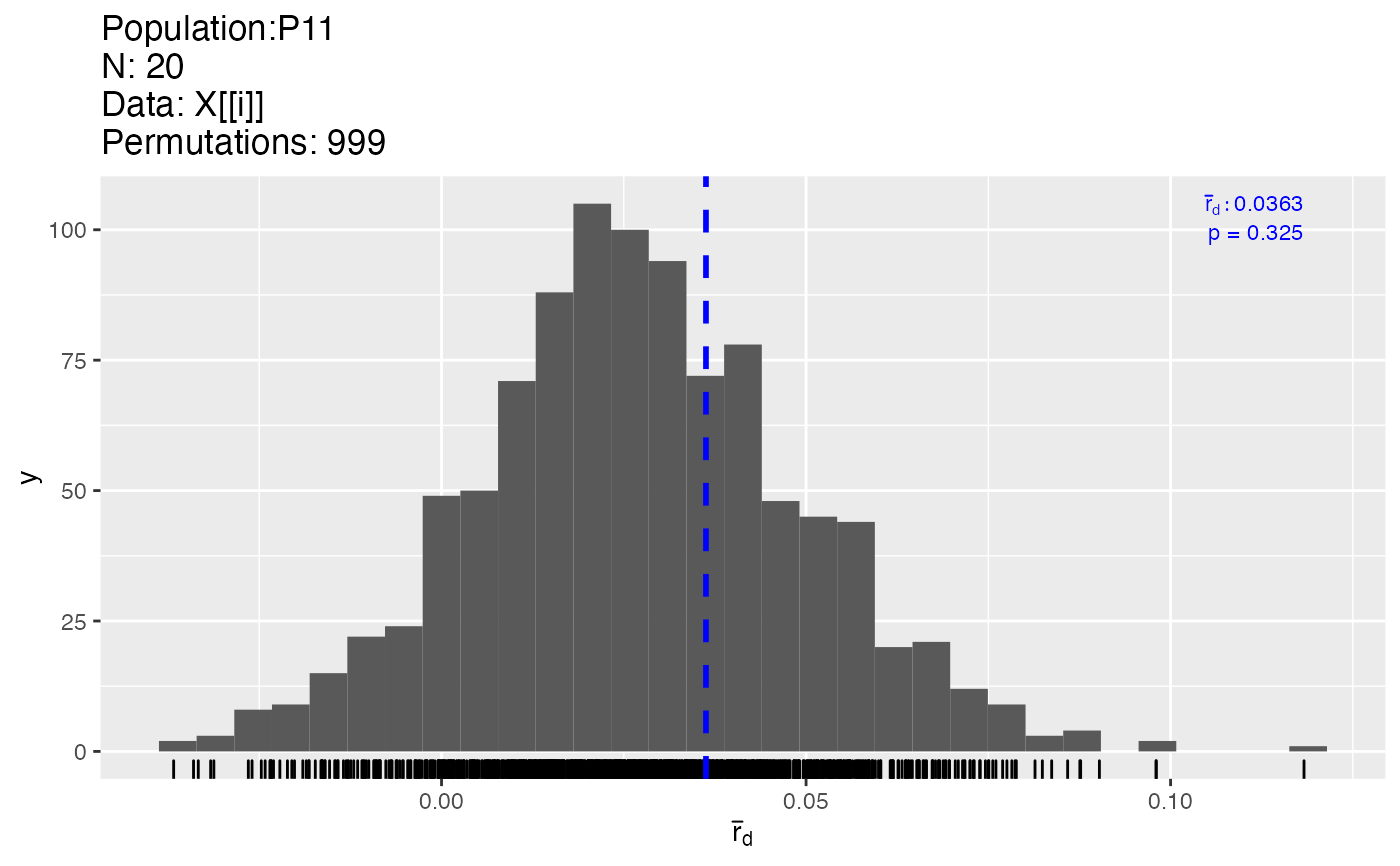 Population:P11
N: 20
Data: X[[i]]
Permutations: 999
r̄d : 0.0363
p = 0.325
100
75
50
25
0
y
0.00 0.05 0.10
r̄d